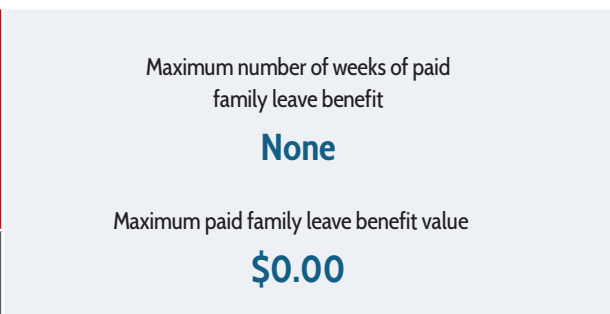 Maximum number of weeks of paid
family leave benefit
None
Maximum paid family leave benefit value
$0.00